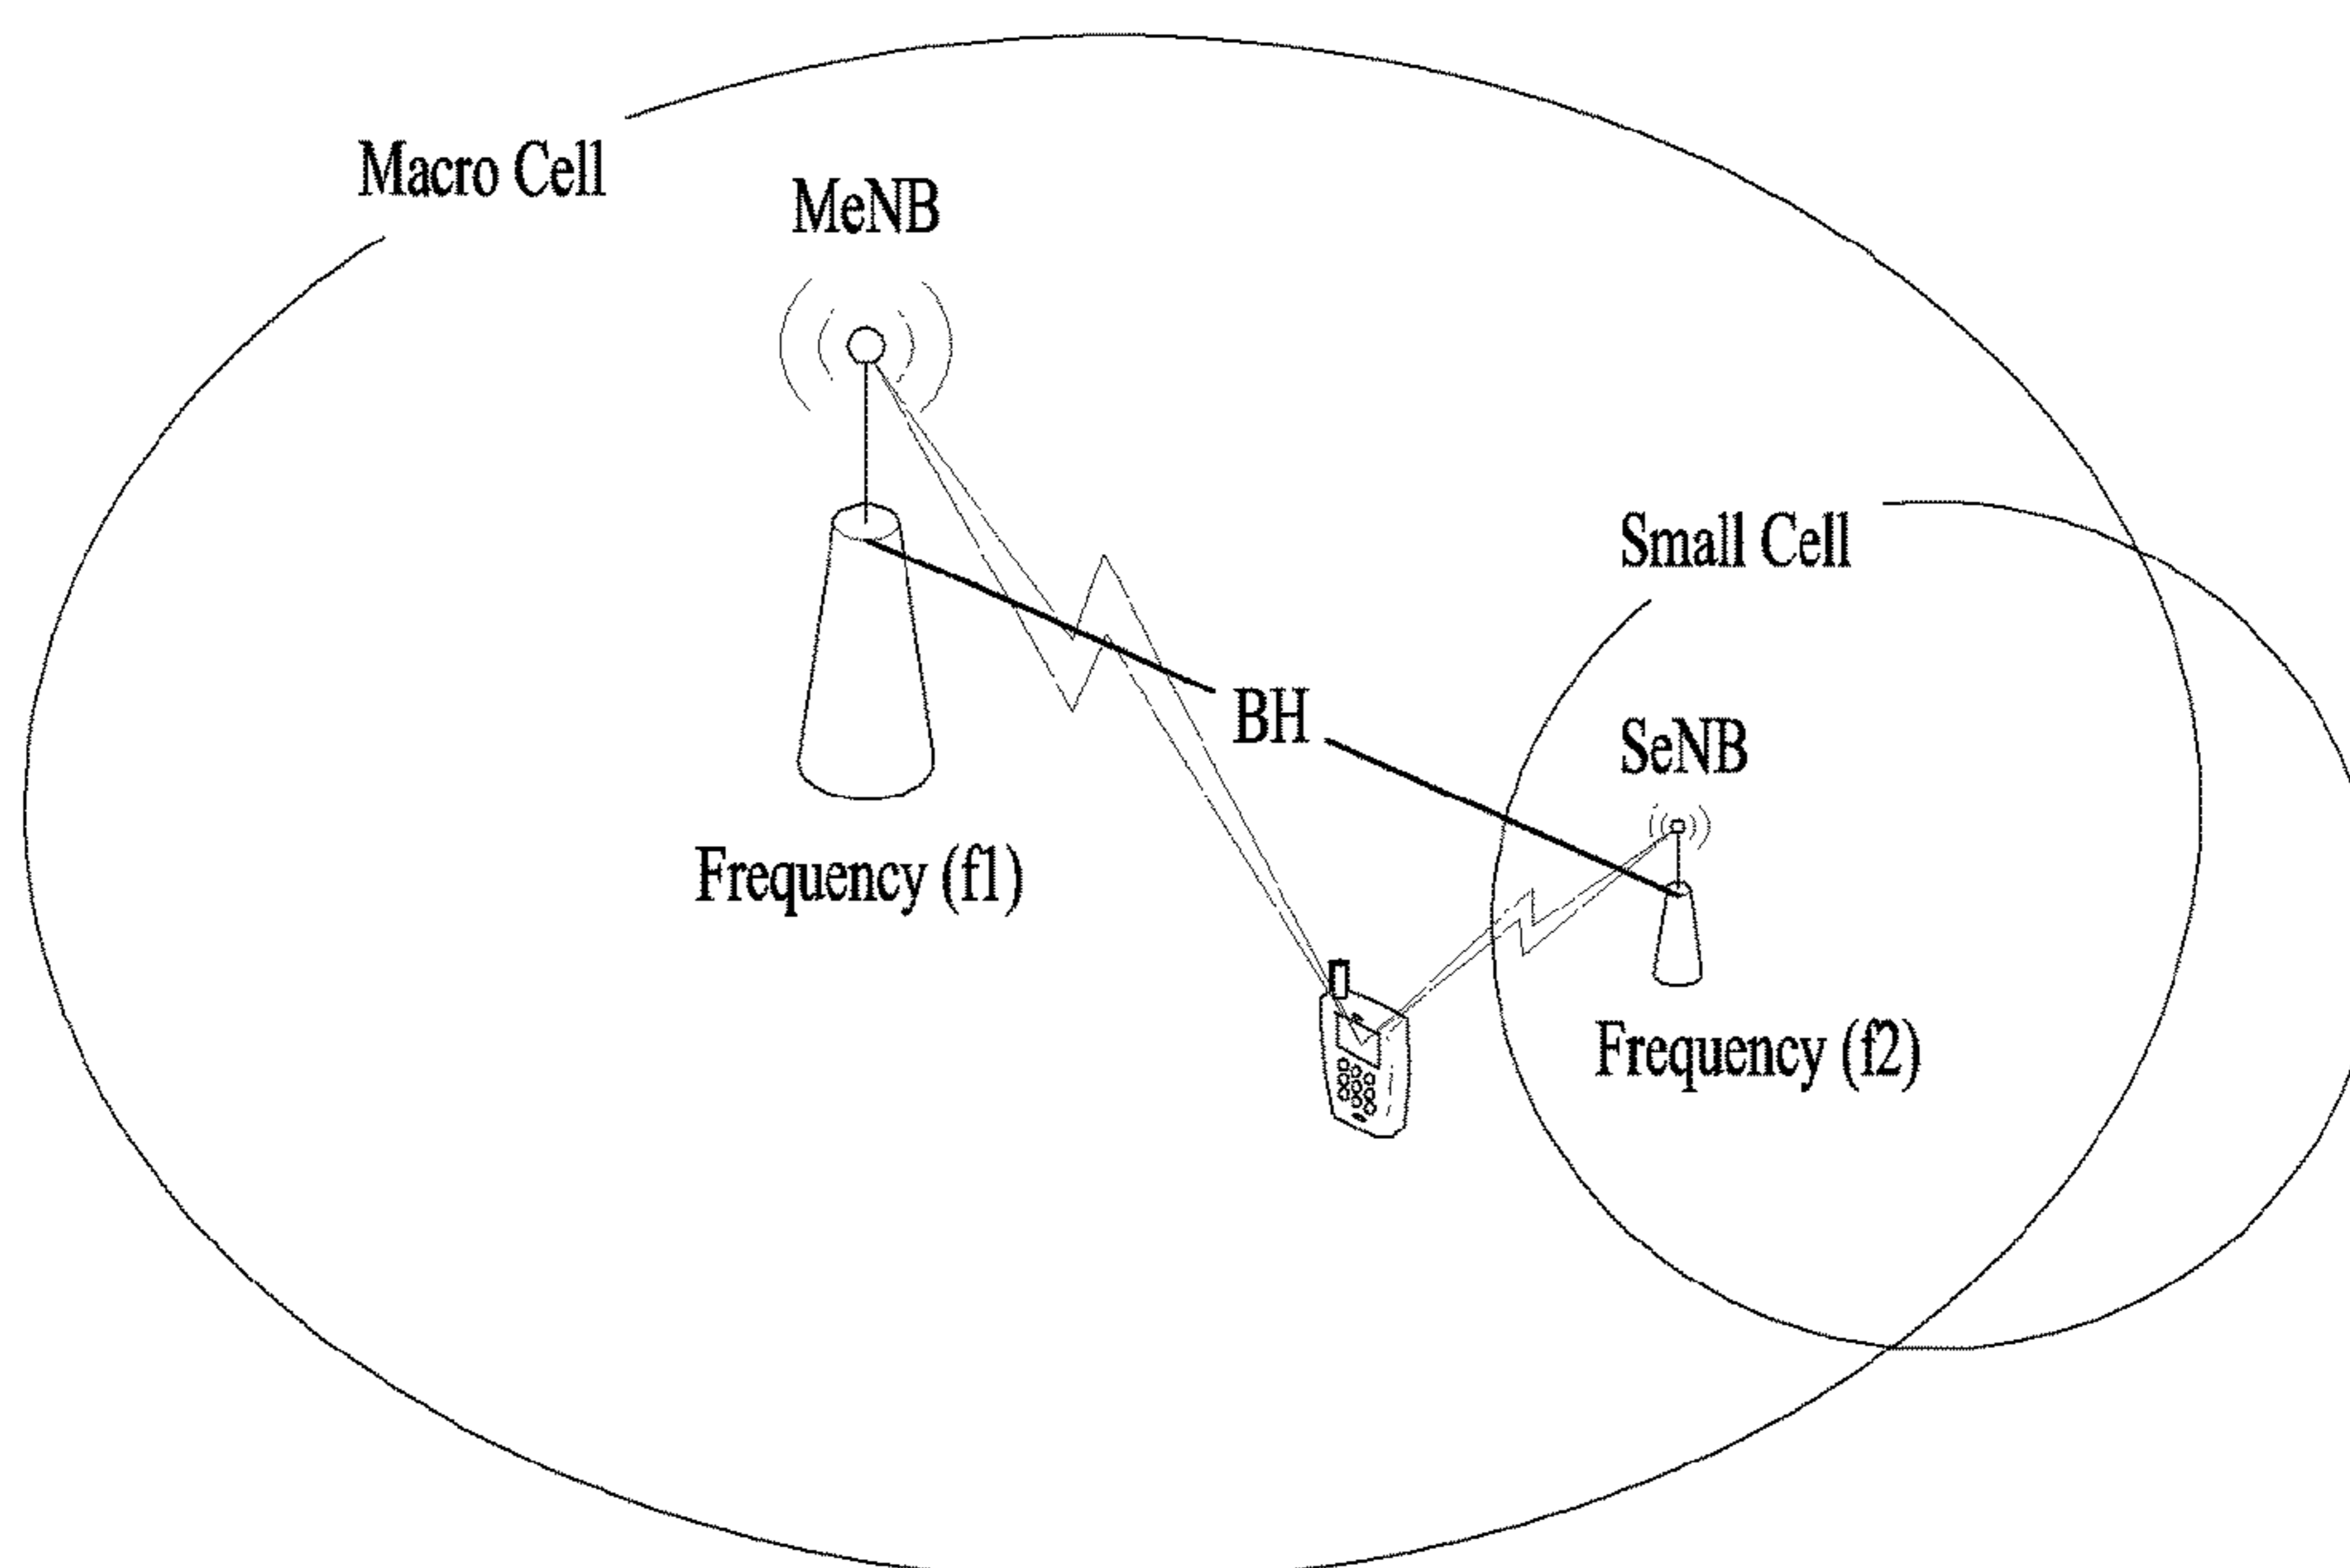 Macro Cell
MeNB
Small Cell
BH
SeNB
Frequency (f1)
Frequency (f2)